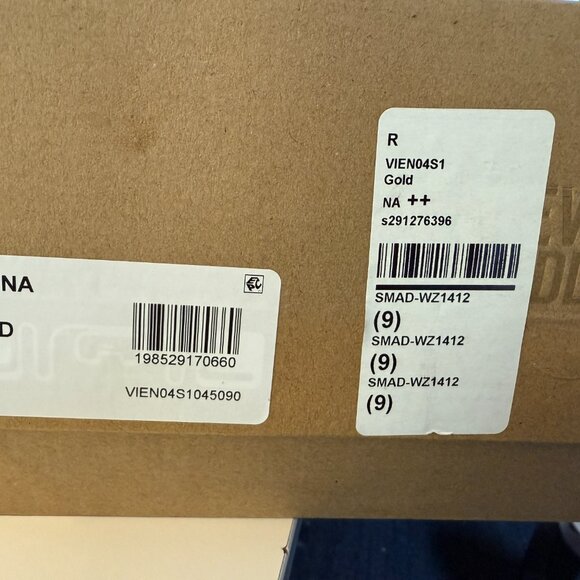 NA
D
198529170660
VIEN04S1045090
R
VIEN04S1
Gold
NA ++
s291276396
SMAD-WZ1412
(9)
SMAD-WZ1412
(9)
SMAD-WZ1412
(9)